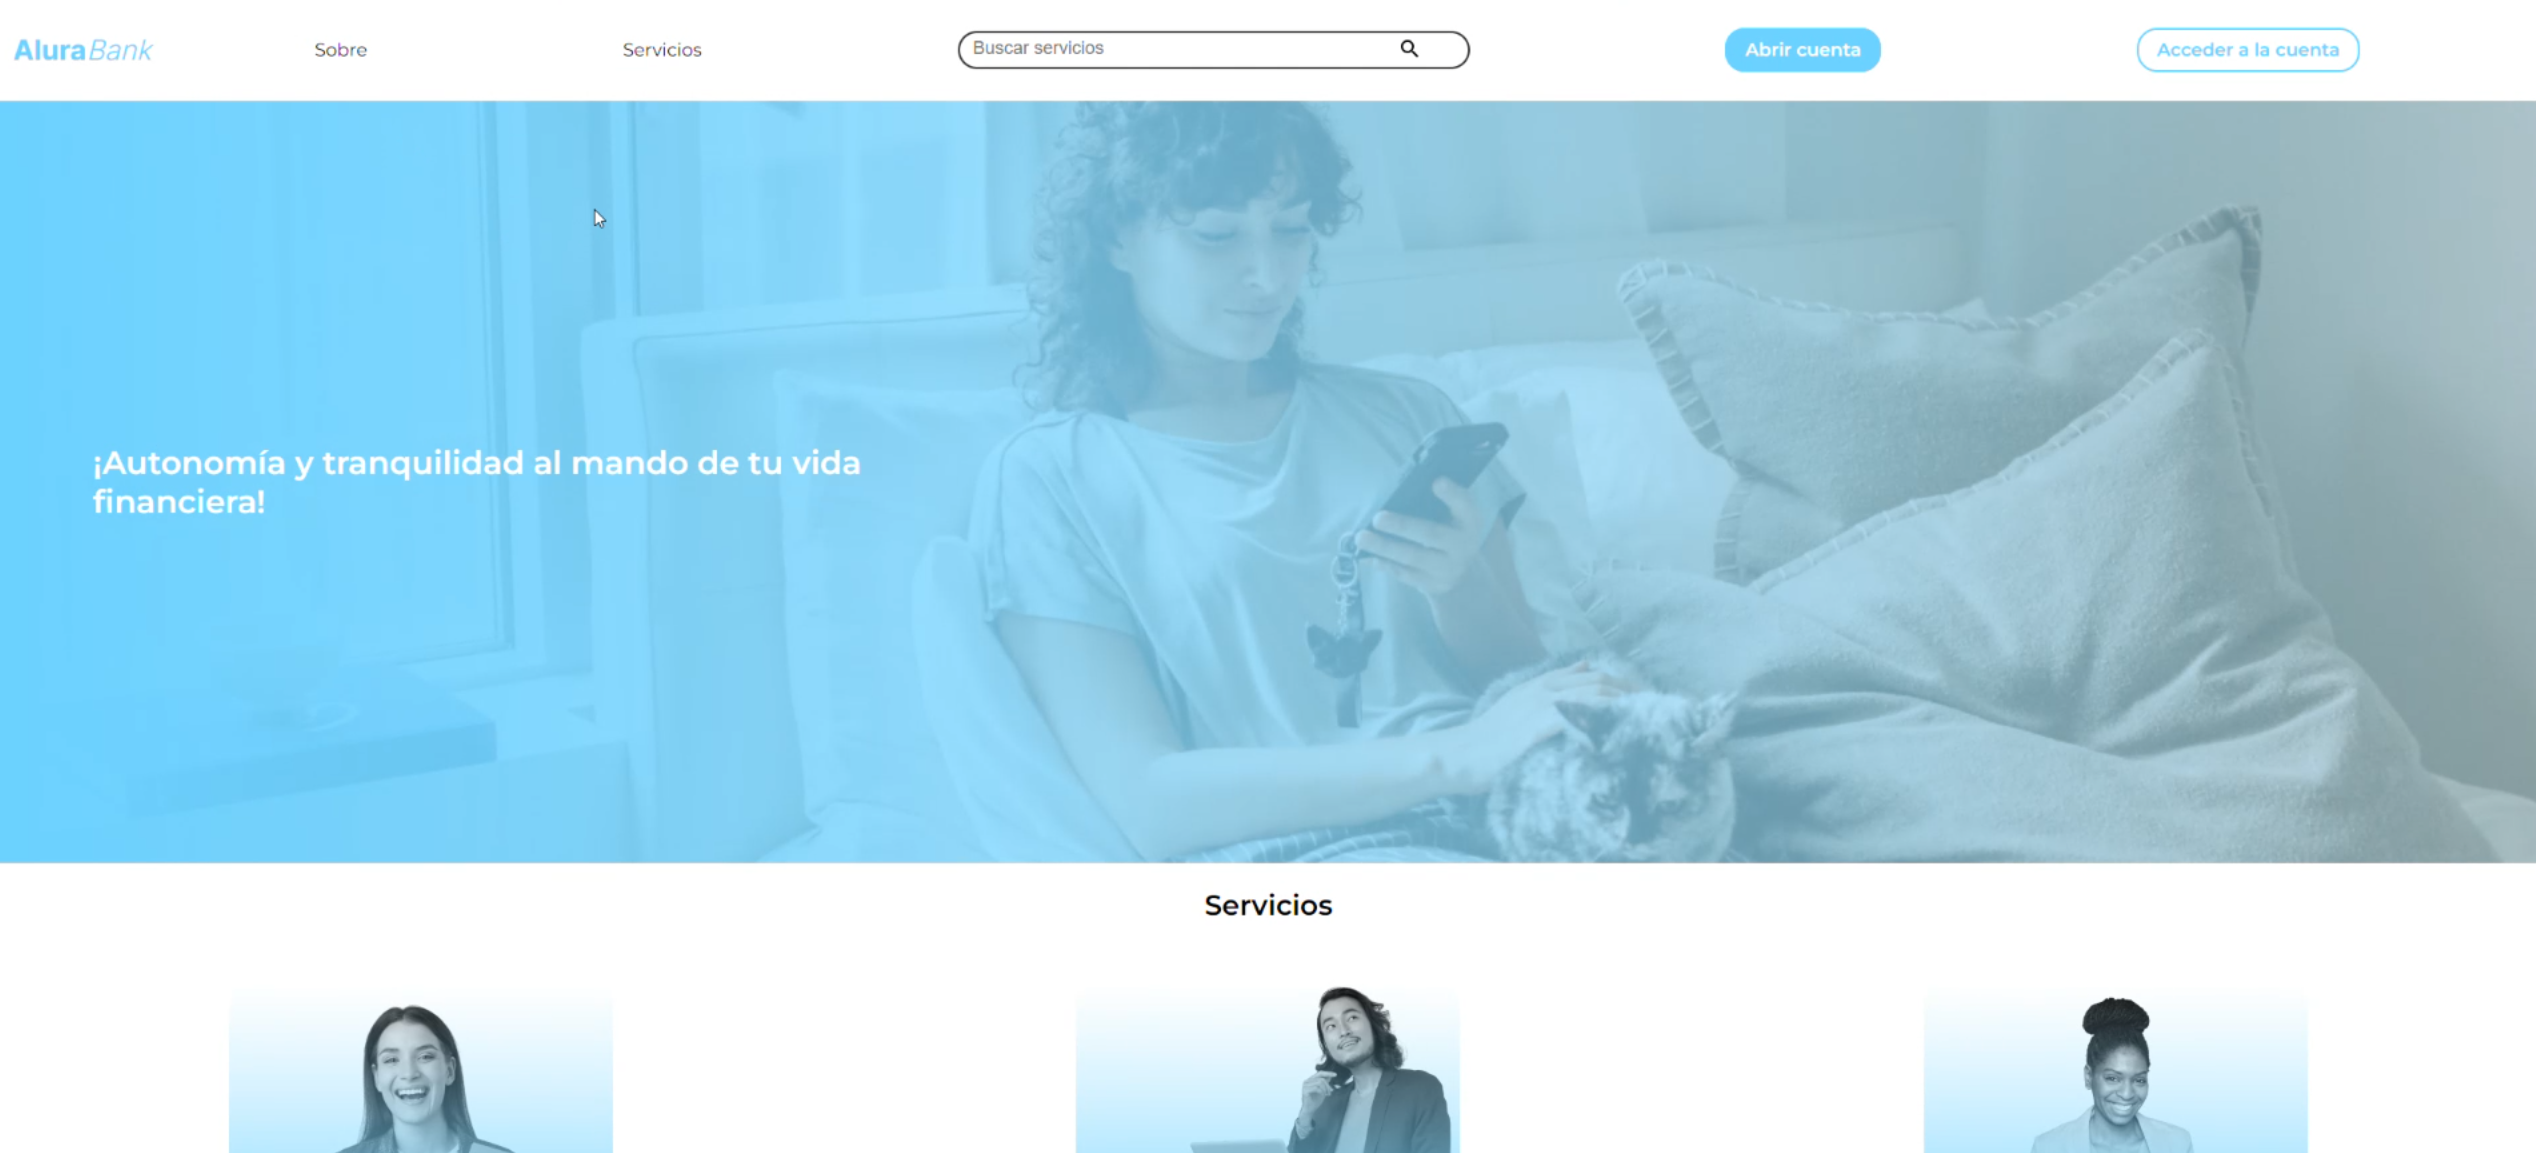 AluraBank
Sobre
Servicios
Buscar servicios
Abrir cuenta
Acceder a la cuenta
¡Autonomía y tranquilidad al mando de tu vida
financiera!
Servicios